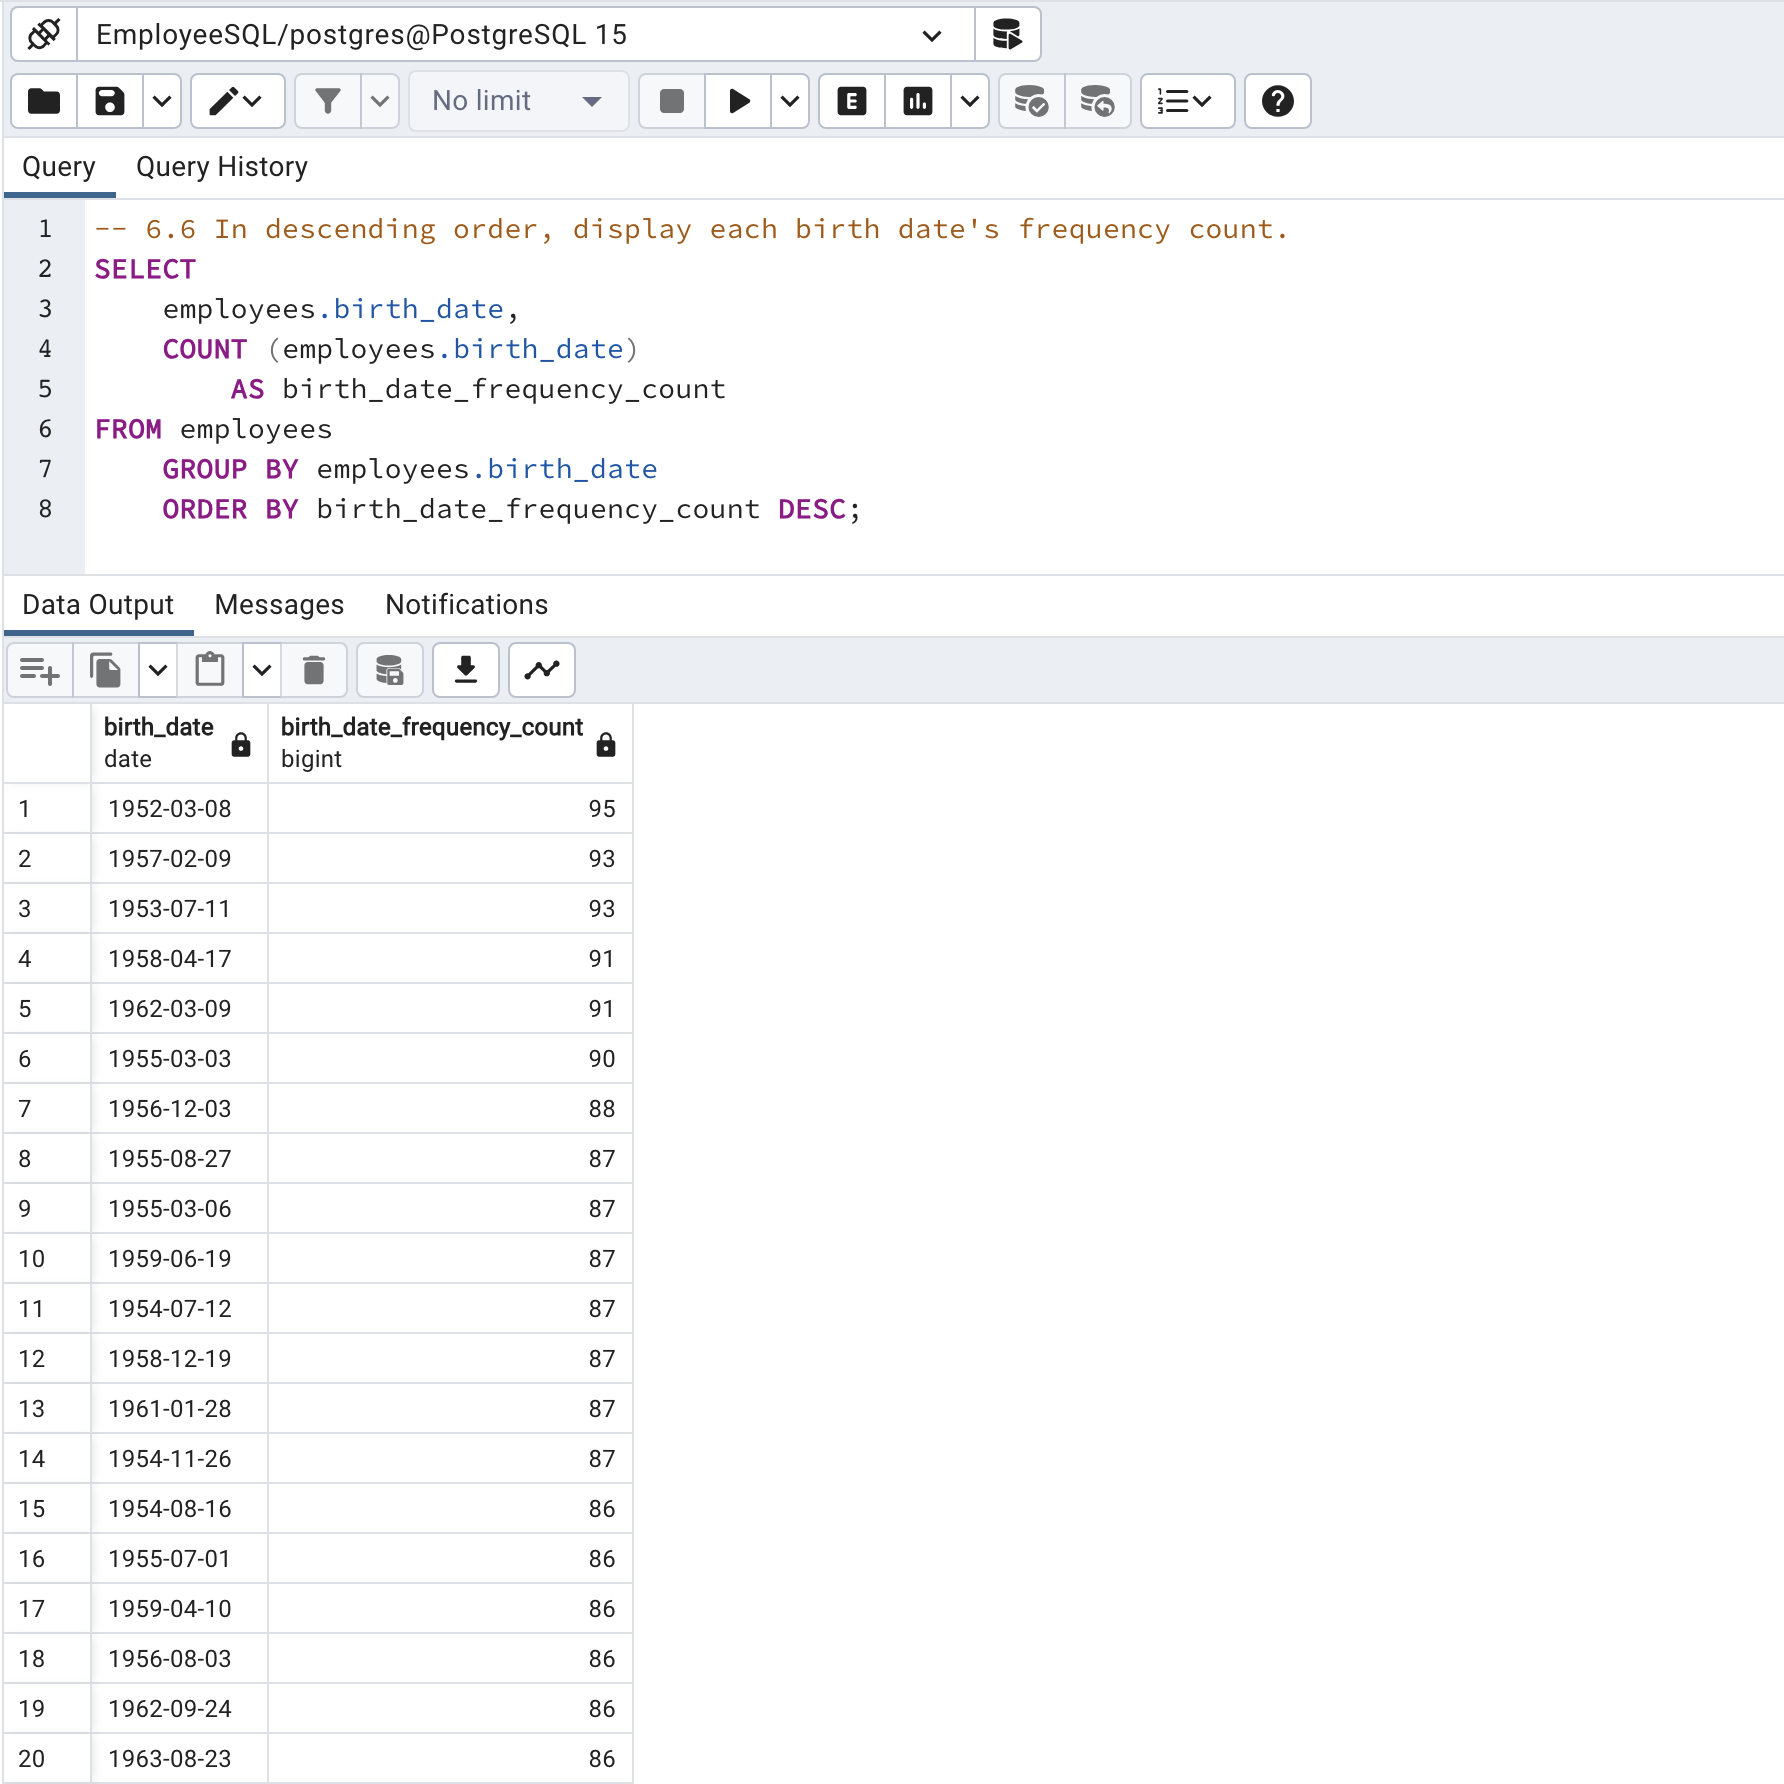 EmployeeSQL/postgres@PostgreSQL 15
No limit
E
Query Query History
1 -- 6.6 In descending order, display each birth date's frequency count.
2 SELECT
3 employees.birth_date,
4 COUNT (employees.birth_date)
5 AS birth_date_frequency_count
6 FROM employees
7 GROUP BY employees.birth_date
8 ORDER BY birth_date_frequency_count DESC;
Data Output Messages Notifications
birth_date birth_date_frequency_count
date bigint
1 1952-03-08 95
2 1957-02-09 93
3 1953-07-11 93
4 1958-04-17 91
5 1962-03-09 91
6 1955-03-03 90
7 1956-12-03 88
8 1955-08-27 87
9 1955-03-06 87
10 1959-06-19 87
11 1954-07-12 87
12 1958-12-19 87
13 1961-01-28 87
14 1954-11-26 87
15 1954-08-16 86
16 1955-07-01 86
17 1959-04-10 86
18 1956-08-03 86
19 1962-09-24 86
20 1963-08-23 86